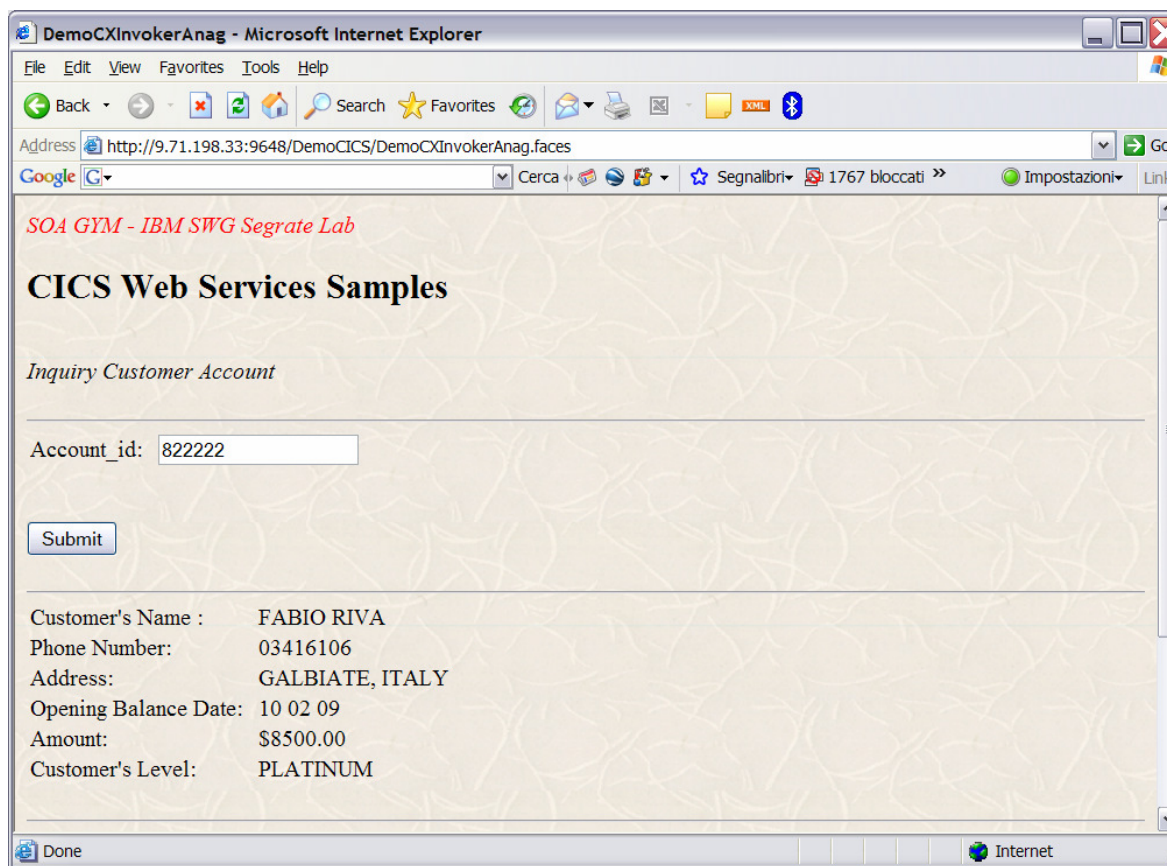 DemoCXInvokerAnag - Microsoft Internet Explorer
File Edit View Favorites Tools Help
Back Search Favorites XML
Address http://9.71.198.33:9648/DemoCICS/DemoCXInvokerAnag.faces Go
Google G Cerca Segnalibri 1767 bloccati » Impostazioni Link
SOA GYM - IBM SWG Segrate Lab
CICS Web Services Samples
Inquiry Customer Account
Account_id: 822222
Submit
Customer's Name : FABIO RIVA
Phone Number: 03416106
Address: GALBIATE, ITALY
Opening Balance Date: 10 02 09
Amount: $8500.00
Customer's Level: PLATINUM
Done Internet